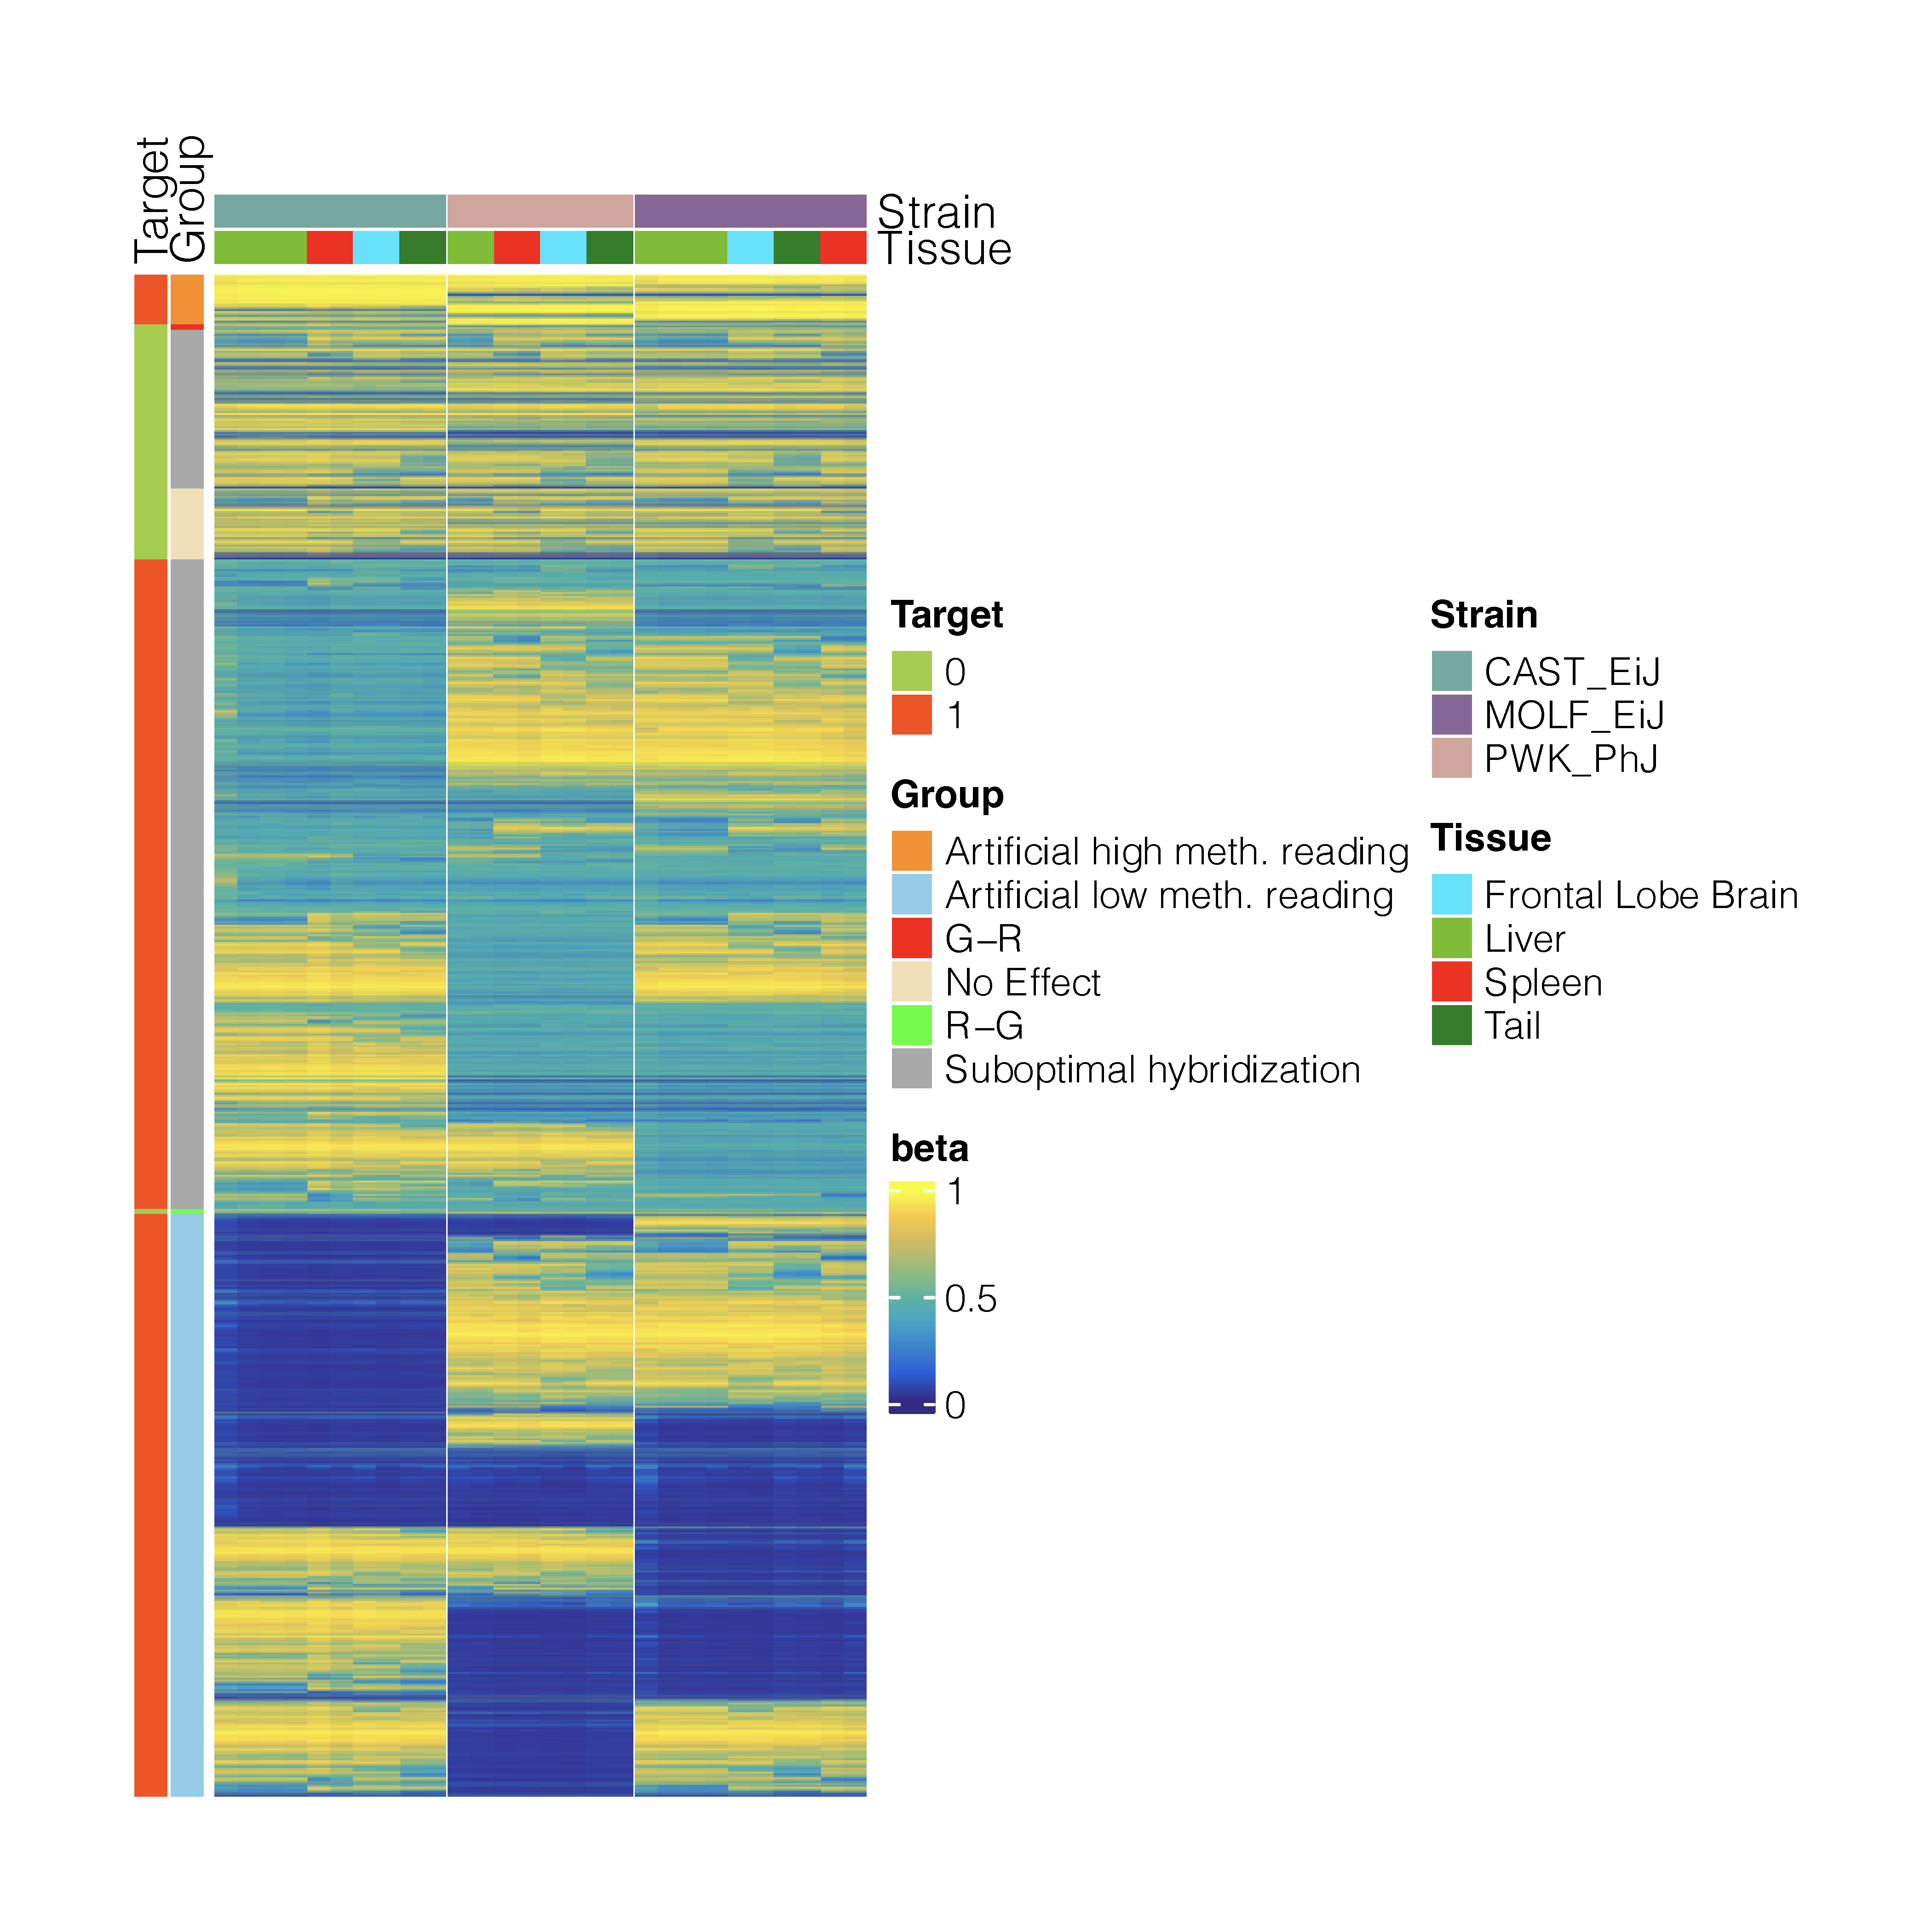 Target
Group
Strain
Tissue
Target
0
1
Group
Artificial high meth. reading
Artificial low meth. reading
G−R
No Effect
R−G
Suboptimal hybridization
beta
1
0.5
0
Strain
CAST_EiJ
MOLF_EiJ
PWK_PhJ
Tissue
Frontal Lobe Brain
Liver
Spleen
Tail